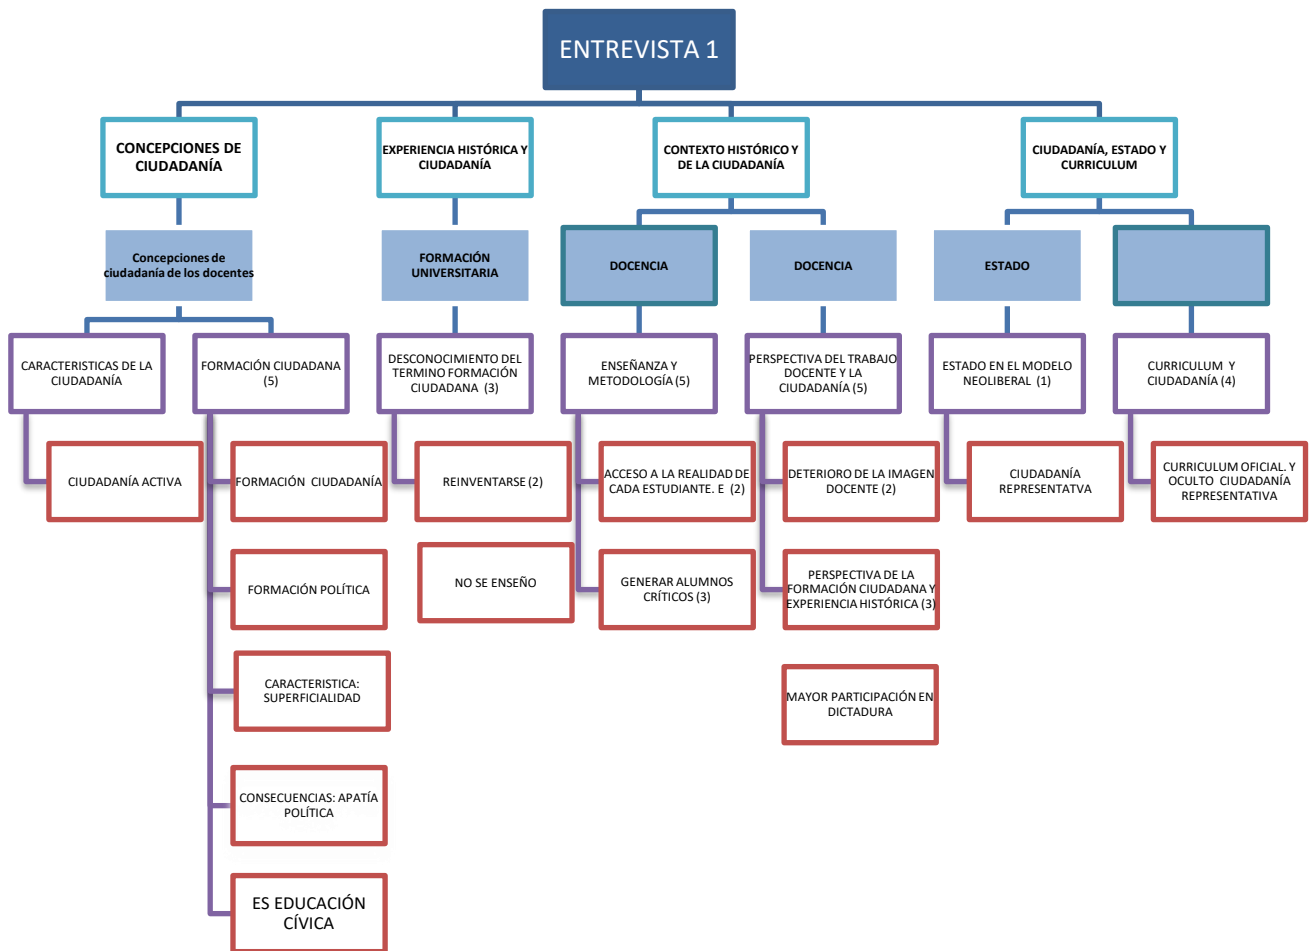 ENTREVISTA 1
CONCEPCIONES DE
CIUDADANÍA
EXPERIENCIA HISTÓRICA Y
CIUDADANÍA
CONTEXTO HISTÓRICO Y
DE LA CIUDADANÍA
CIUDADANÍA, ESTADO Y
CURRICULUM
Concepciones de
ciudadanía de los docentes
FORMACIÓN
UNIVERSITARIA
DOCENCIA
DOCENCIA
ESTADO
CARACTERISTICAS DE LA
CIUDADANÍA
FORMACIÓN CIUDADANA
(5)
DESCONOCIMIENTO DEL
TERMINO FORMACIÓN
CIUDADANA (3)
ENSEÑANZA Y
METODOLOGÍA (5)
PERSPECTIVA DEL TRABAJO
DOCENTE Y LA
CIUDADANÍA (5)
ESTADO EN EL MODELO
NEOLIBERAL (1)
CURRICULUM Y
CIUDADANÍA (4)
CIUDADANÍA ACTIVA
FORMACIÓN CIUDADANÍA
REINVENTARSE (2)
ACCESO A LA REALIDAD DE
CADA ESTUDIANTE. E (2)
DETERIORO DE LA IMAGEN
DOCENTE (2)
CIUDADANÍA
REPRESENTATVA
CURRICULUM OFICIAL. Y
OCULTO CIUDADANÍA
REPRESENTATIVA
FORMACIÓN POLÍTICA
NO SE ENSEÑO
GENERAR ALUMNOS
CRÍTICOS (3)
PERSPECTIVA DE LA
FORMACIÓN CIUDADANA Y
EXPERIENCIA HISTÓRICA (3)
CARACTERISTICA:
SUPERFICIALIDAD
MAYOR PARTICIPACIÓN EN
DICTADURA
CONSECUENCIAS: APATÍA
POLÍTICA
ES EDUCACIÓN
CÍVICA